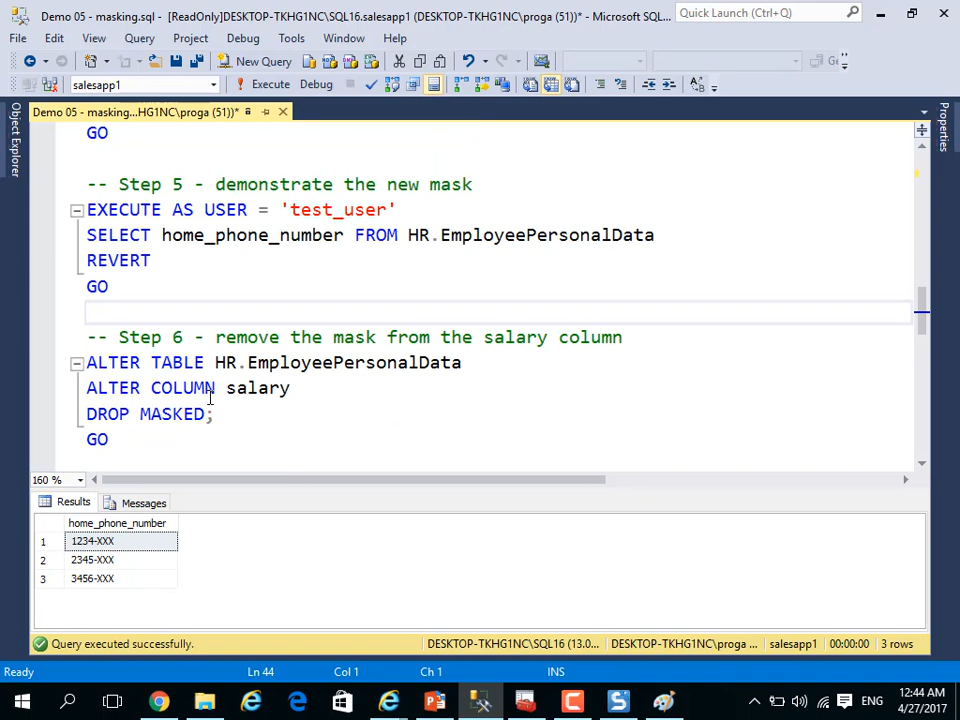 Demo 05 - masking.sql - [ReadOnly]DESKTOP-TKHG1NC\SQL16.salesapp1 (DESKTOP-TKHG1NC\proga (51))* - Microsoft SQL...
Quick Launch (Ctrl+Q)
File Edit View Query Project Debug Tools Window Help
New Query
salesapp1 Execute Debug
Demo 05 - masking...HG1NC\proga (51))*
Object Explorer
Properties
GO
-- Step 5 - demonstrate the new mask
EXECUTE AS USER = 'test_user'
SELECT home_phone_number FROM HR.EmployeePersonalData
REVERT
GO
-- Step 6 - remove the mask from the salary column
ALTER TABLE HR.EmployeePersonalData
ALTER COLUMN salary
DROP MASKED;
GO
160 %
Results Messages
home_phone_number
1 1234-XXX
2 2345-XXX
3 3456-XXX
Query executed successfully. DESKTOP-TKHG1NC\SQL16 (13.0... DESKTOP-TKHG1NC\proga ... salesapp1 00:00:00 3 rows
Ready Ln 44 Col 1 Ch 1 INS
ENG
12:44 AM
4/27/2017